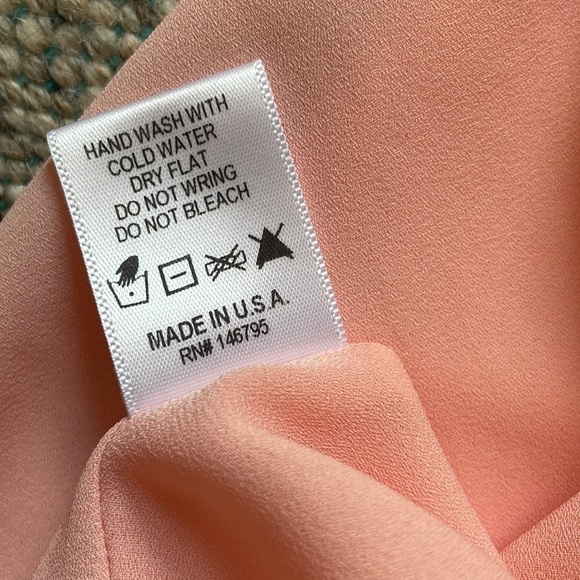 HAND WASH WITH
COLD WATER
DRY FLAT
DO NOT WRING
DO NOT BLEACH
MADE IN U.S.A.
RN# 146795